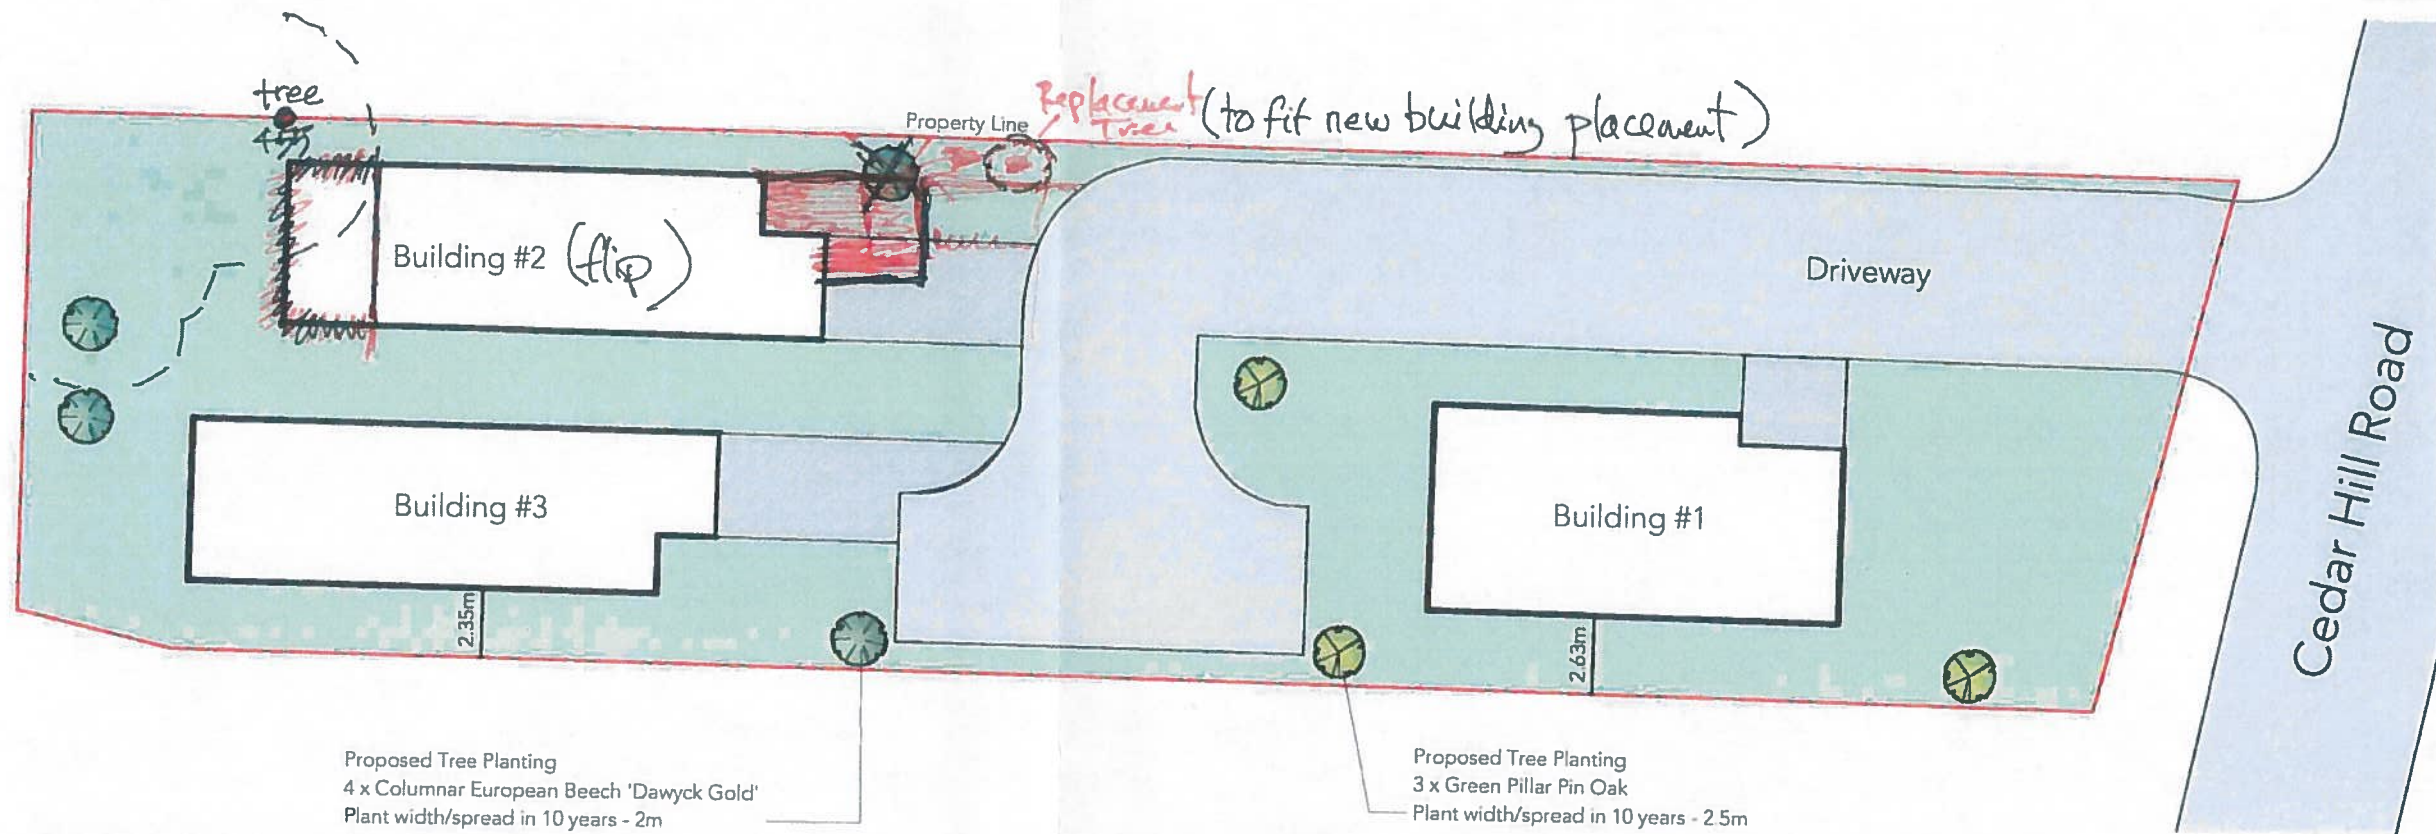 tree
Property Line
Replacement
Tree
(to fit new building placement)
Building #2 (flip)
Driveway
Building #3
Building #1
2.35m
2.63m
Cedar Hill Road
Proposed Tree Planting
4 x Columnar European Beech 'Dawyck Gold'
Plant width/spread in 10 years - 2m
Proposed Tree Planting
3 x Green Pillar Pin Oak
Plant width/spread in 10 years - 2.5m